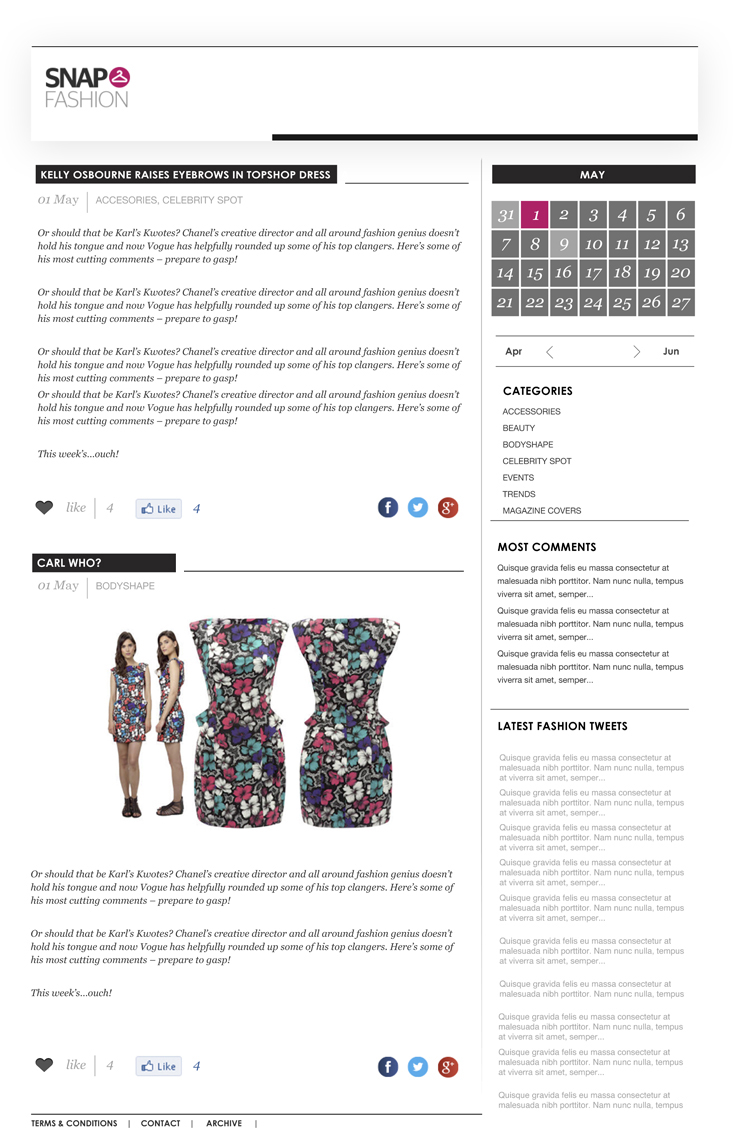 SNAP
FASHION
KELLY OSBOURNE RAISES EYEBROWS IN TOPSHOP DRESS
01 May | ACCESORIES, CELEBRITY SPOT
Or should that be Karl's Kwotes? Chanel's creative director and all around fashion genius doesn't
hold his tongue and now Vogue has helpfully rounded up some of his top clangers. Here's some of
his most cutting comments – prepare to gasp!
Or should that be Karl's Kwotes? Chanel's creative director and all around fashion genius doesn't
hold his tongue and now Vogue has helpfully rounded up some of his top clangers. Here's some of
his most cutting comments – prepare to gasp!
Or should that be Karl's Kwotes? Chanel's creative director and all around fashion genius doesn't
hold his tongue and now Vogue has helpfully rounded up some of his top clangers. Here's some of
his most cutting comments – prepare to gasp!
Or should that be Karl's Kwotes? Chanel's creative director and all around fashion genius doesn't
hold his tongue and now Vogue has helpfully rounded up some of his top clangers. Here's some of
his most cutting comments – prepare to gasp!
This week's...ouch!
like | 4 Like 4 f g+
CARL WHO?
01 May | BODYSHAPE
Or should that be Karl's Kwotes? Chanel's creative director and all around fashion genius doesn't
hold his tongue and now Vogue has helpfully rounded up some of his top clangers. Here's some of
his most cutting comments – prepare to gasp!
Or should that be Karl's Kwotes? Chanel's creative director and all around fashion genius doesn't
hold his tongue and now Vogue has helpfully rounded up some of his top clangers. Here's some of
his most cutting comments – prepare to gasp!
This week's...ouch!
like | 4 Like 4 f g+
TERMS & CONDITIONS | CONTACT | ARCHIVE |
MAY
31 1 2 3 4 5 6
7 8 9 10 11 12 13
14 15 16 17 18 19 20
21 22 23 24 25 26 27
Apr Jun
CATEGORIES
ACCESSORIES
BEAUTY
BODYSHAPE
CELEBRITY SPOT
EVENTS
TRENDS
MAGAZINE COVERS
MOST COMMENTS
Quisque gravida felis eu massa consectetur at
malesuada nibh porttitor. Nam nunc nulla, tempus
viverra sit amet, semper...
Quisque gravida felis eu massa consectetur at
malesuada nibh porttitor. Nam nunc nulla, tempus
viverra sit amet, semper...
Quisque gravida felis eu massa consectetur at
malesuada nibh porttitor. Nam nunc nulla, tempus
viverra sit amet, semper...
LATEST FASHION TWEETS
Quisque gravida felis eu massa consectetur at
malesuada nibh porttitor. Nam nunc nulla, tempus
at viverra sit amet, semper...
Quisque gravida felis eu massa consectetur at
malesuada nibh porttitor. Nam nunc nulla, tempus
at viverra sit amet, semper...
Quisque gravida felis eu massa consectetur at
malesuada nibh porttitor. Nam nunc nulla, tempus
at viverra sit amet, semper...
Quisque gravida felis eu massa consectetur at
malesuada nibh porttitor. Nam nunc nulla, tempus
at viverra sit amet, semper...
Quisque gravida felis eu massa consectetur at
malesuada nibh porttitor. Nam nunc nulla, tempus
at viverra sit amet, semper...
Quisque gravida felis eu massa consectetur at
malesuada nibh porttitor. Nam nunc nulla, tempus
at viverra sit amet, semper...
Quisque gravida felis eu massa consectetur at
malesuada nibh porttitor. Nam nunc nulla, tempus
Quisque gravida felis eu massa consectetur at
malesuada nibh porttitor. Nam nunc nulla, tempus
at viverra sit amet, semper...
Quisque gravida felis eu massa consectetur at
malesuada nibh porttitor. Nam nunc nulla, tempus
at viverra sit amet, semper...
Quisque gravida felis eu massa consectetur at
malesuada nibh porttitor. Nam nunc nulla, tempus